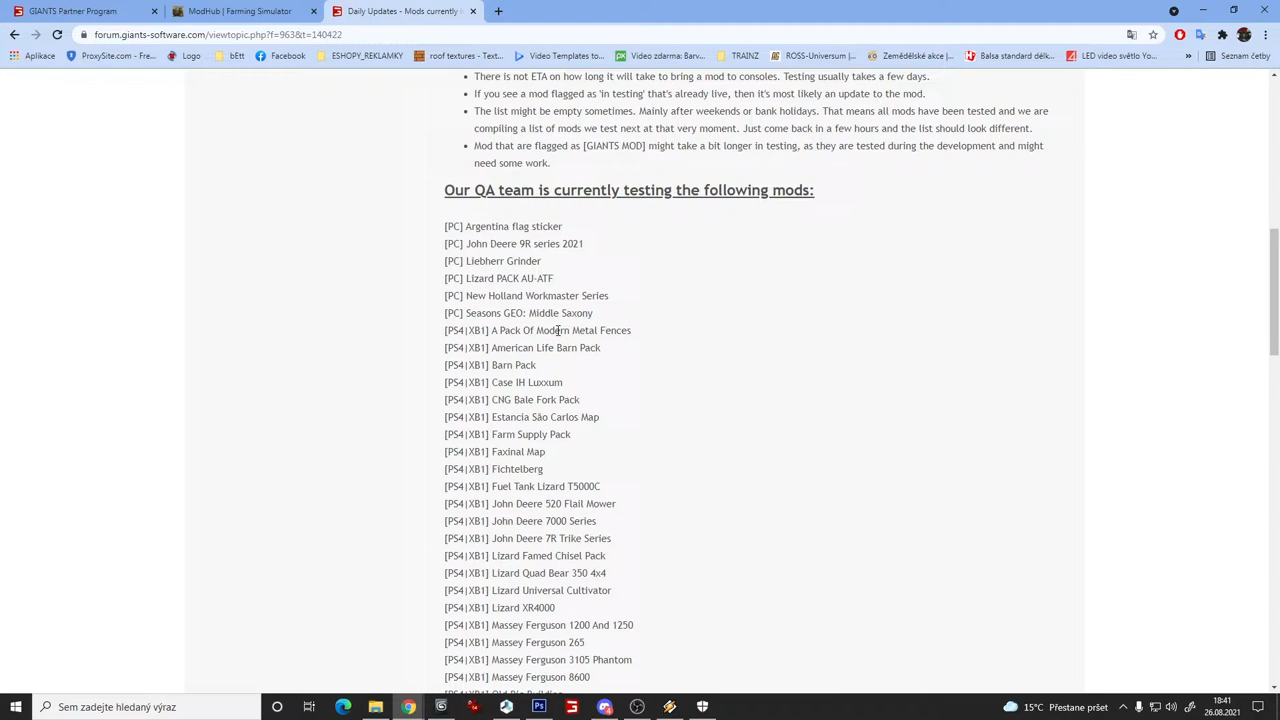 GIANTS Partner Program
ModHub | Farming Simulator
Daily Updates - Mods currently i
forum.giants-software.com/viewtopic.php?f=963&t=140422
Aplikace
ProxySite.com - Fre...
Logo
bEtt
Facebook
ESHOPY_REKLAMKY
roof textures - Text...
Video Templates to...
Video zdarma: Barv...
TRAINZ
ROSS-Universum |...
Zemědělské akce |...
Balsa standard délk...
LED video světlo Yo...
Seznam četby
There is not ETA on how long it will take to bring a mod to consoles. Testing usually takes a few days.
If you see a mod flagged as 'in testing' that's already live, then it's most likely an update to the mod.
The list might be empty sometimes. Mainly after weekends or bank holidays. That means all mods have been tested and we are
compiling a list of mods we test next at that very moment. Just come back in a few hours and the list should look different.
Mod that are flagged as [GIANTS MOD] might take a bit longer in testing, as they are tested during the development and might
need some work.
Our QA team is currently testing the following mods:
[PC] Argentina flag sticker
[PC] John Deere 9R series 2021
[PC] Liebherr Grinder
[PC] Lizard PACK AU-ATF
[PC] New Holland Workmaster Series
[PC] Seasons GEO: Middle Saxony
[PS4|XB1] A Pack Of Modern Metal Fences
[PS4|XB1] American Life Barn Pack
[PS4|XB1] Barn Pack
[PS4|XB1] Case IH Luxxum
[PS4|XB1] CNG Bale Fork Pack
[PS4|XB1] Estancia São Carlos Map
[PS4|XB1] Farm Supply Pack
[PS4|XB1] Faxinal Map
[PS4|XB1] Fichtelberg
[PS4|XB1] Fuel Tank Lizard T5000C
[PS4|XB1] John Deere 520 Flail Mower
[PS4|XB1] John Deere 7000 Series
[PS4|XB1] John Deere 7R Trike Series
[PS4|XB1] Lizard Famed Chisel Pack
[PS4|XB1] Lizard Quad Bear 350 4x4
[PS4|XB1] Lizard Universal Cultivator
[PS4|XB1] Lizard XR4000
[PS4|XB1] Massey Ferguson 1200 And 1250
[PS4|XB1] Massey Ferguson 265
[PS4|XB1] Massey Ferguson 3105 Phantom
[PS4|XB1] Massey Ferguson 8600
Sem zadejte hledaný výraz
15°C Přestane pršet
18:41
26.08.2021